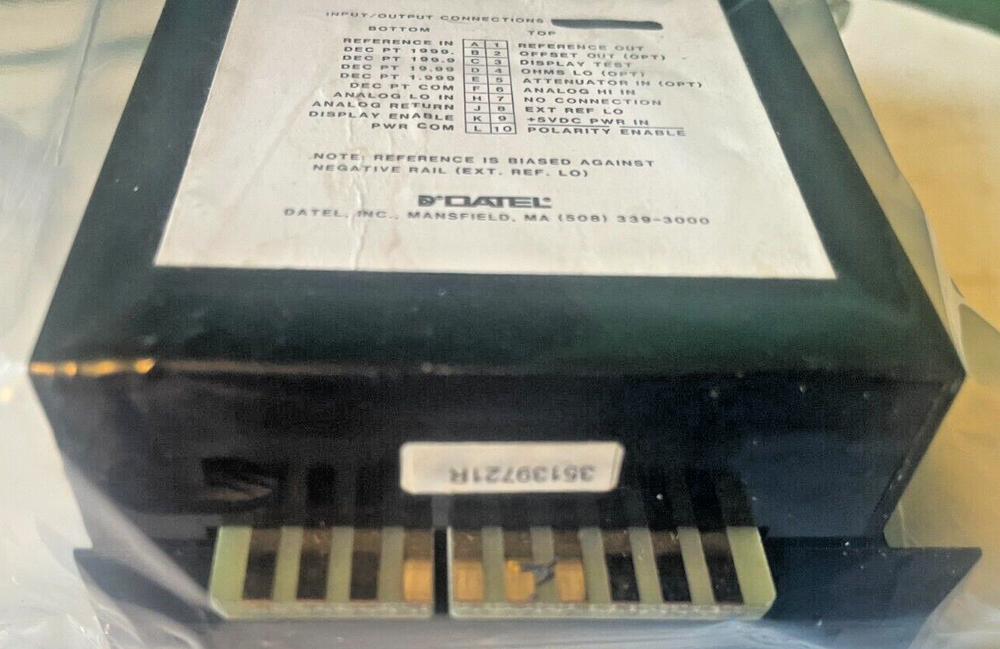 INPUT/OUTPUT CONNECTIONS
BOTTOM TOP
REFERENCE IN A 1 REFERENCE OUT
DEC PT 1999. B 2 OFFSET OUT (OPT)
DEC PT 199.9 C 3 DISPLAY TEST
DEC PT 19.99 D 4 OHMS LO (OPT)
DEC PT 1.999 E 5 ATTENUATOR IN (OPT)
DEC PT COM F 6 ANALOG HI IN
ANALOG LO IN H 7 NO CONNECTION
ANALOG RETURN J 8 EXT REF LO
DISPLAY ENABLE K 9 +5VDC PWR IN
PWR COM L 10 POLARITY ENABLE
NOTE: REFERENCE IS BIASED AGAINST
NEGATIVE RAIL (EXT. REF. LO)
DATEL
DATEL, INC., MANSFIELD, MA (508) 339-3000
35139721R